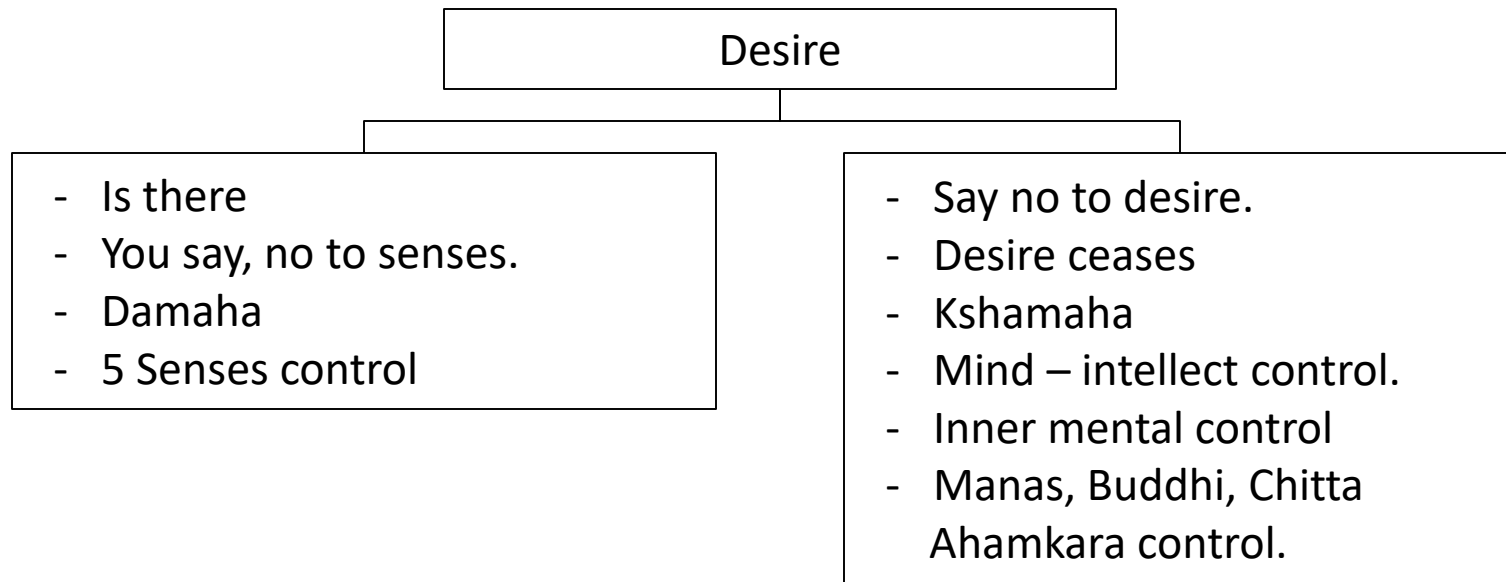 Desire
- Is there
- You say, no to senses.
- Damaha
- 5 Senses control
- Say no to desire.
- Desire ceases
- Kshamaha
- Mind – intellect control.
- Inner mental control
- Manas, Buddhi, Chitta
Ahamkara control.